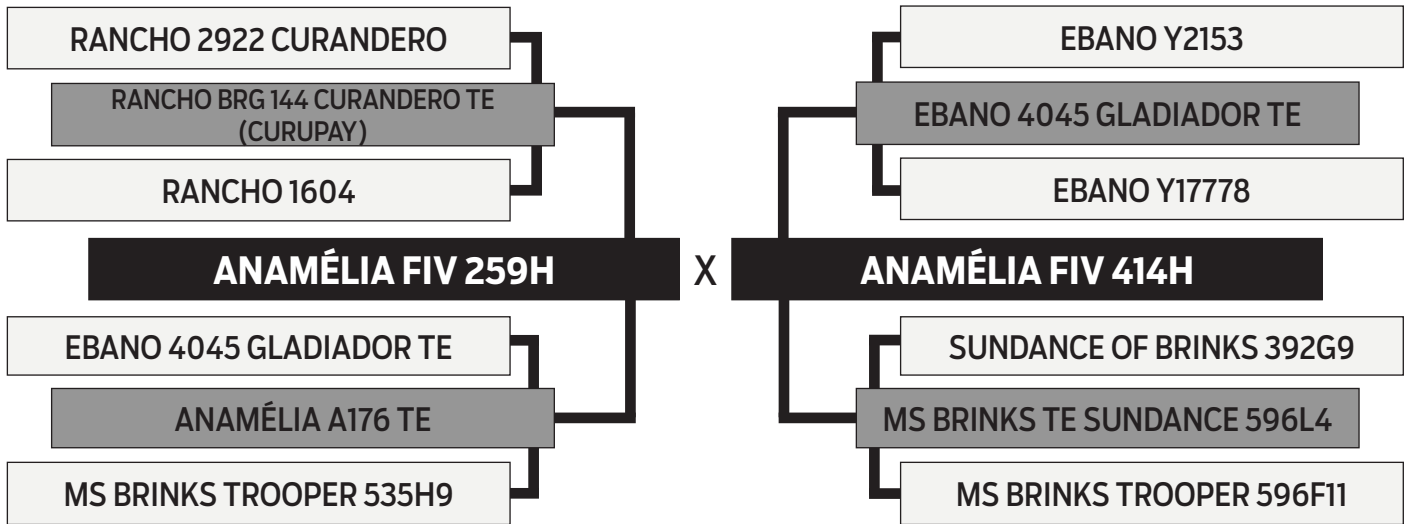 RANCHO 2922 CURANDERO
RANCHO BRG 144 CURANDERO TE
(CURUPAY)
RANCHO 1604
ANAMÉLIA FIV 259H
EBANO 4045 GLADIADOR TE
ANAMÉLIA A176 TE
MS BRINKS TROOPER 535H9
X
EBANO Y2153
EBANO 4045 GLADIADOR TE
EBANO Y17778
ANAMÉLIA FIV 414H
SUNDANCE OF BRINKS 392G9
MS BRINKS TE SUNDANCE 596L4
MS BRINKS TROOPER 596F11